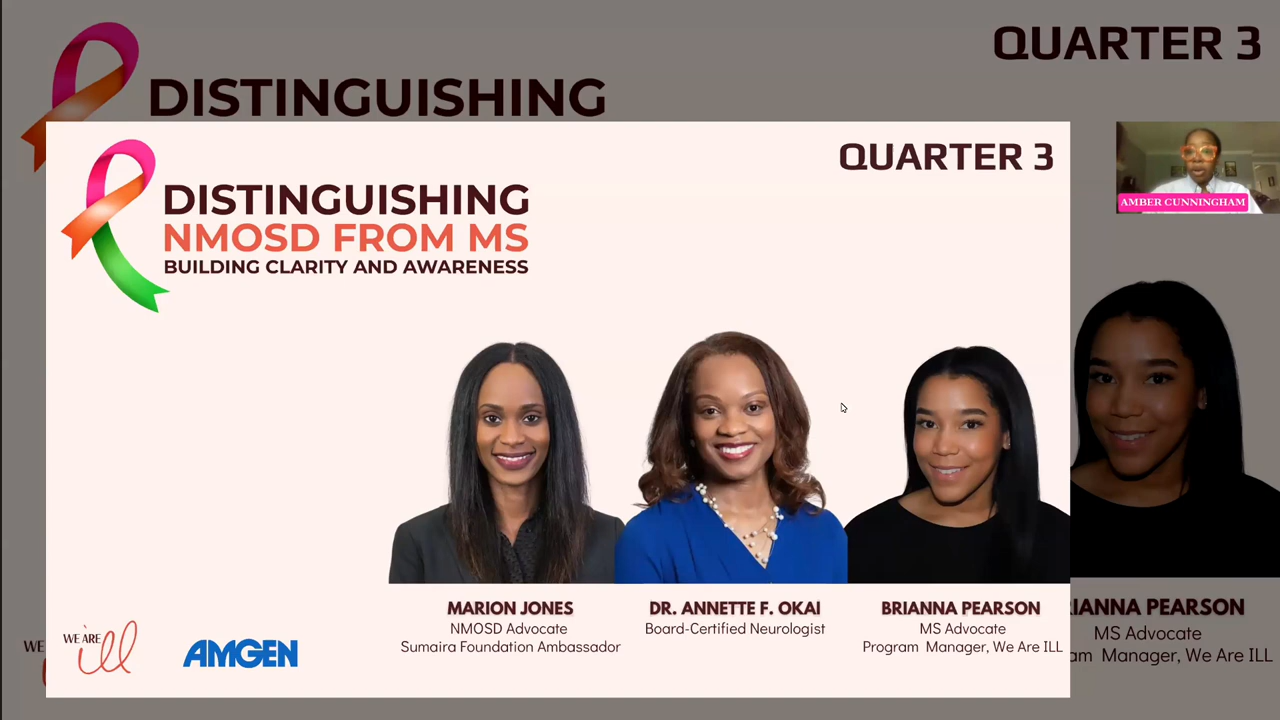 QUARTER 3
DISTINGUISHING
QUARTER 3
DISTINGUISHING
NMOSD FROM MS
BUILDING CLARITY AND AWARENESS
AMBER CUNNINGHAM
MARION JONES
NMOSD Advocate
Sumaira Foundation Ambassador
DR. ANNETTE F. OKAI
Board-Certified Neurologist
BRIANNA PEARSON
MS Advocate
Program Manager, We Are ILL
RIANNA PEARSON
MS Advocate
am Manager, We Are ILL
WE
WE ARE
ill
AMGEN